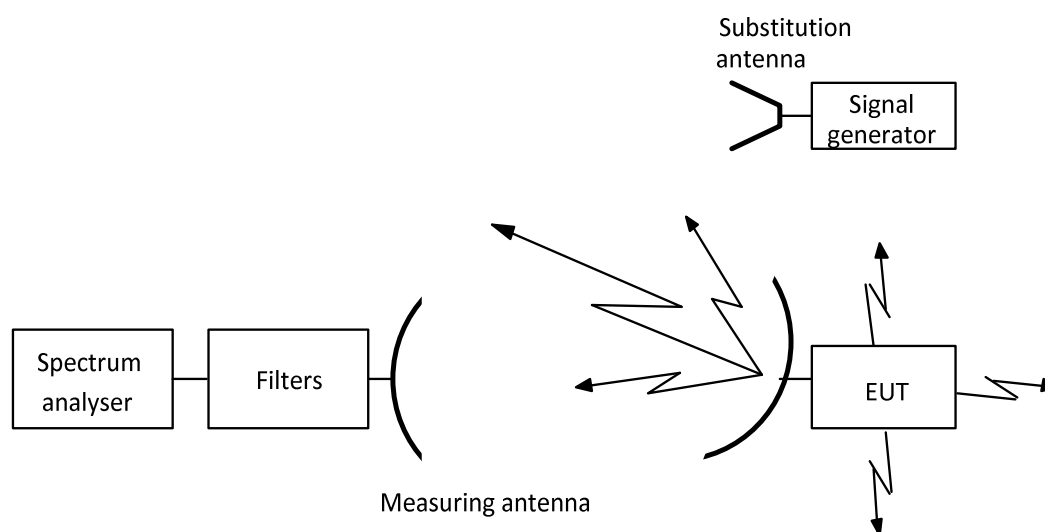 Substitution
antenna
Signal
generator
Spectrum
analyser
Filters
EUT
Measuring antenna